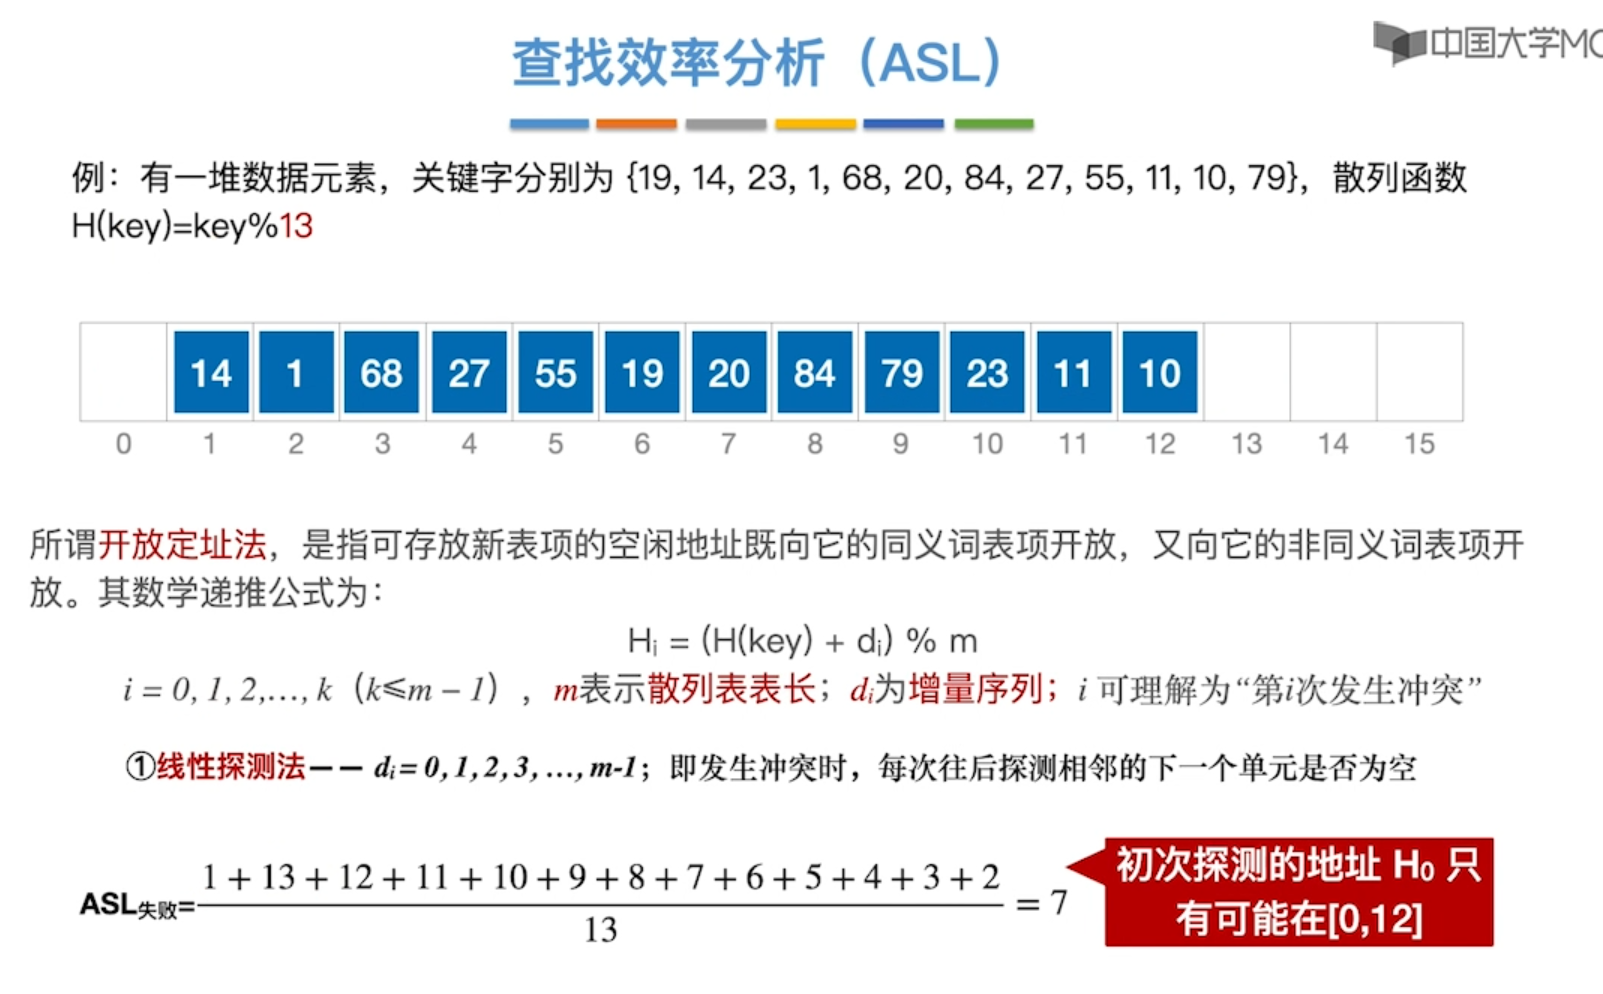 中国大学MO
查找效率分析（ASL）
例：有一堆数据元素，关键字分别为 {19, 14, 23, 1, 68, 20, 84, 27, 55, 11, 10, 79}，散列函数
H(key)=key%13
14 1 68 27 55 19 20 84 79 23 11 10
0 1 2 3 4 5 6 7 8 9 10 11 12 13 14 15
所谓开放定址法，是指可存放新表项的空闲地址既向它的同义词表项开放，又向它的非同义词表项开
放。其数学递推公式为：
Hᵢ = (H(key) + dᵢ) % m
i = 0, 1, 2,…, k（k≤m – 1），m表示散列表表长；dᵢ为增量序列；i 可理解为“第i次发生冲突”
①线性探测法—— dᵢ = 0, 1, 2, 3, …, m-1；即发生冲突时，每次往后探测相邻的下一个单元是否为空
1 + 13 + 12 + 11 + 10 + 9 + 8 + 7 + 6 + 5 + 4 + 3 + 2
ASL失败= = 7
13
初次探测的地址 H₀ 只
有可能在[0,12]